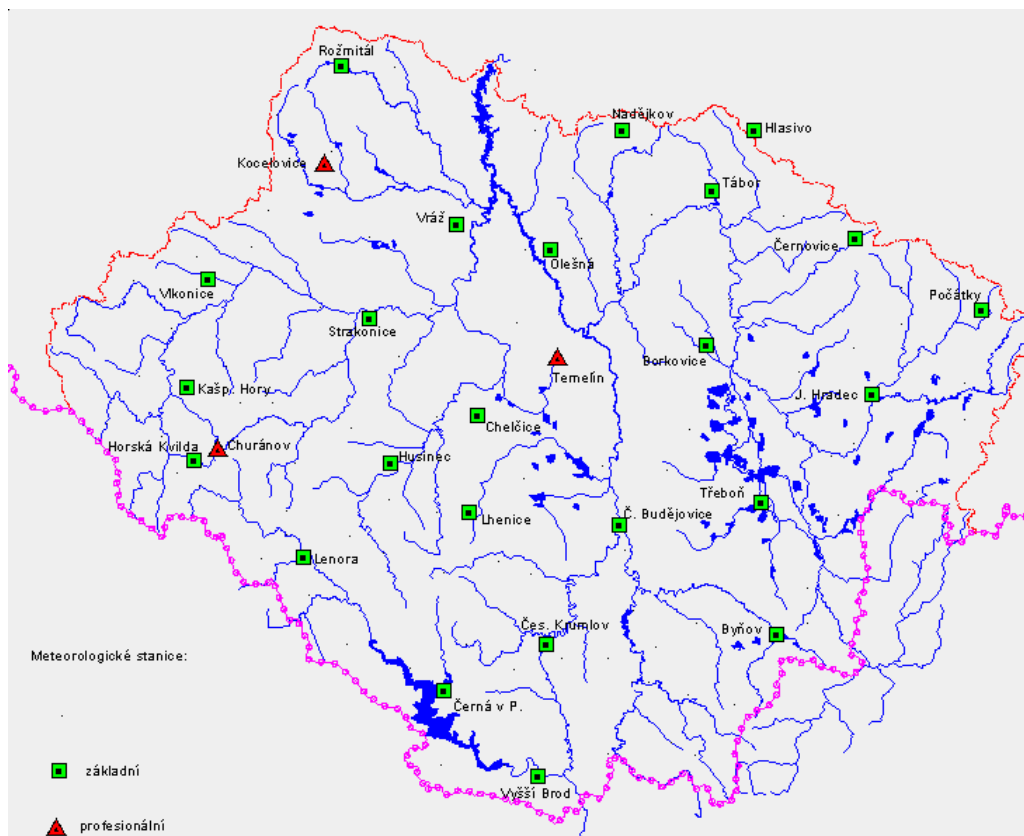 Rožmitál
Nadějkov
Hlasivo
Kocelovice
Tábor
Vráž
Černovice
Olešná
Vlkonice
Počátky
Strakonice
Borkovice
Temelín
Kašp. Hory
J. Hradec
Chelčice
Churáňov
Horská Kvilda
Husinec
Třeboň
Lhenice
Č. Budějovice
Lenora
Čes. Krumlov
Byňov
Meteorologické stanice:
Černá v P.
základní
Vyšší Brod
profesionální